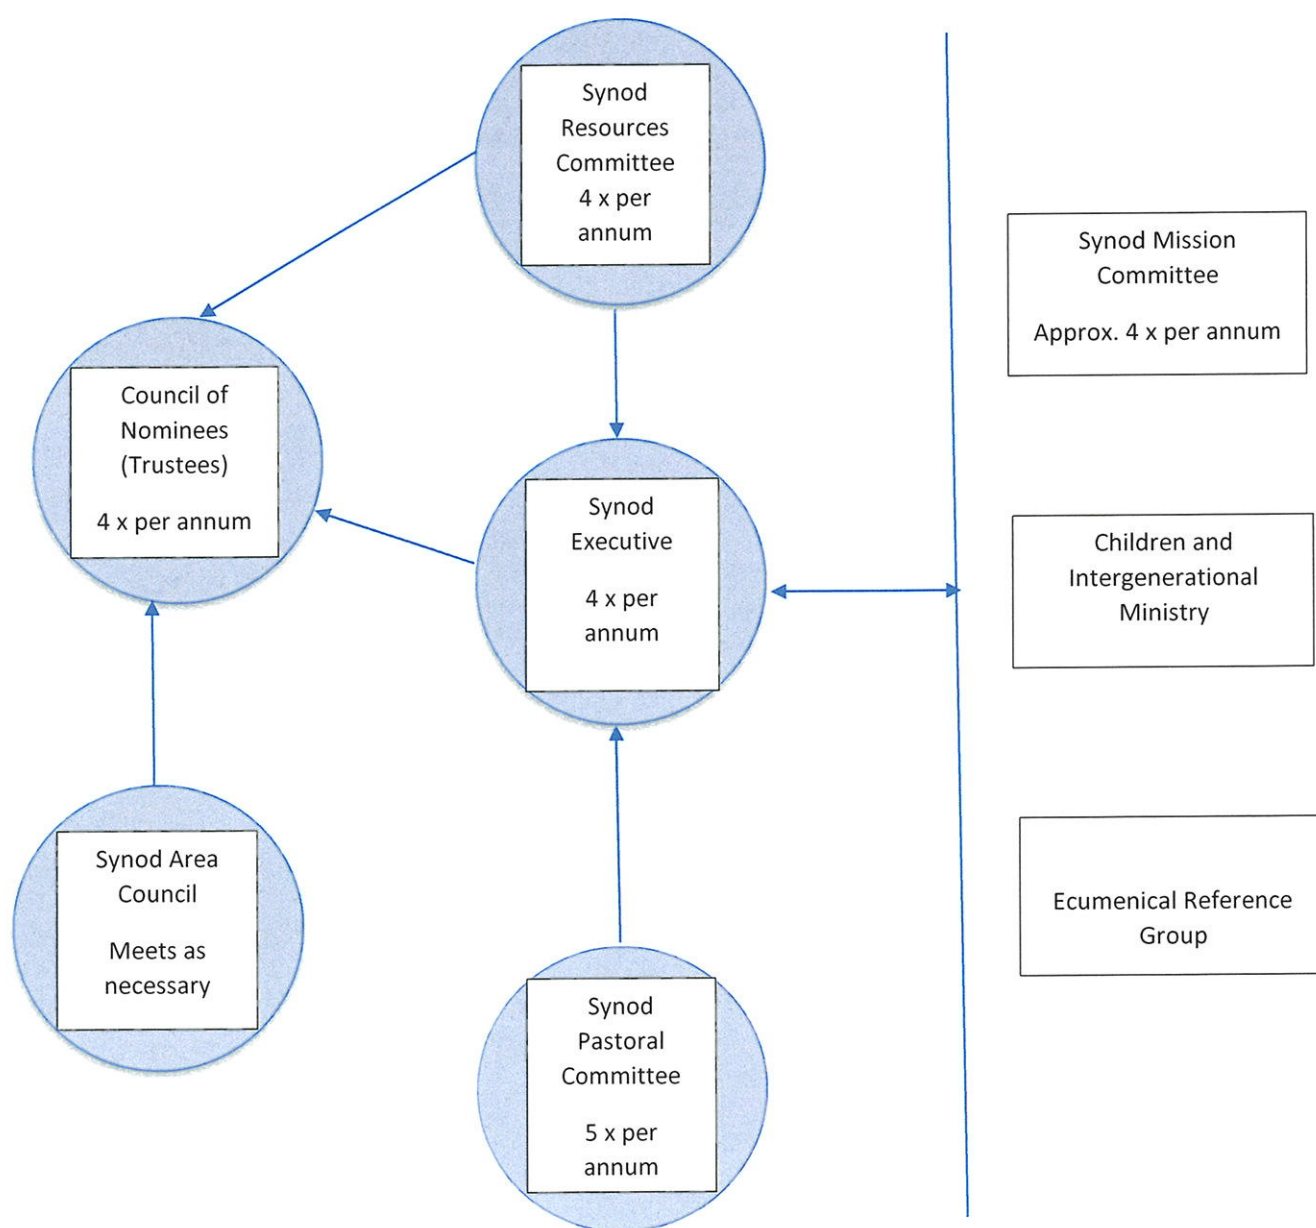 Synod
Resources
Committee
4 x per
annum
Council of
Nominees
(Trustees)
4 x per annum
Synod
Executive
4 x per
annum
Synod Area
Council
Meets as
necessary
Synod
Pastoral
Committee
5 x per
annum
Synod Mission
Committee
Approx. 4 x per annum
Children and
Intergenerational
Ministry
Ecumenical Reference
Group